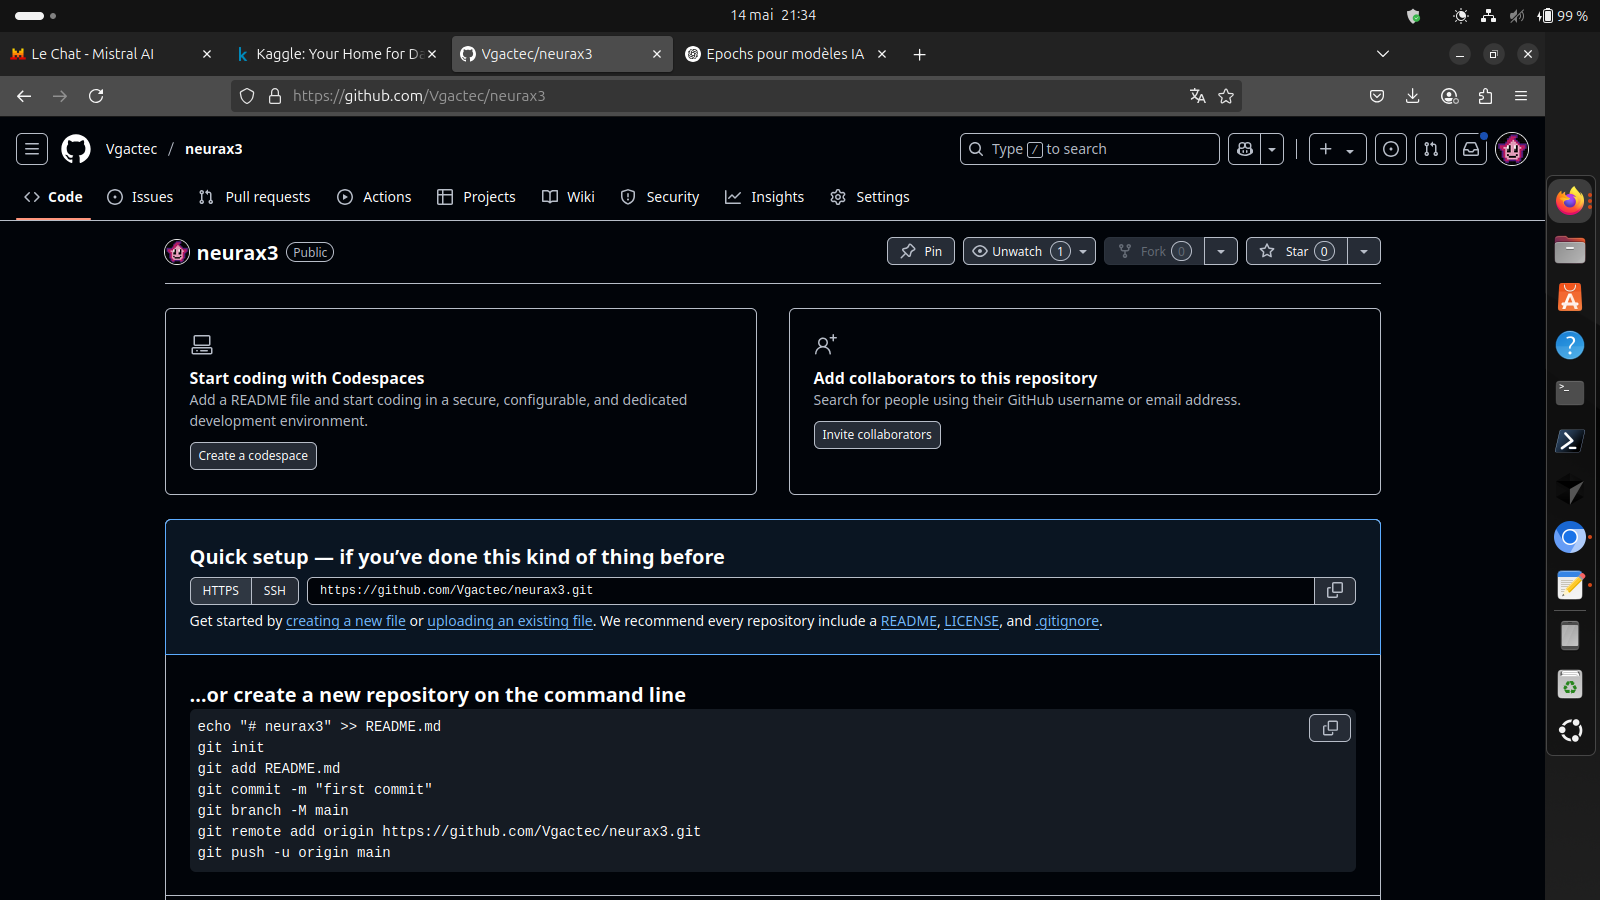 14 mai 21:34
99 %
Le Chat - Mistral AI
Kaggle: Your Home for Da
Vgactec/neurax3
Epochs pour modèles IA
https://github.com/Vgactec/neurax3
Vgactec / neurax3
Type / to search
Code
Issues
Pull requests
Actions
Projects
Wiki
Security
Insights
Settings
neurax3 Public
Pin
Unwatch 1
Fork 0
Star 0
Start coding with Codespaces
Add a README file and start coding in a secure, configurable, and dedicated
development environment.
Create a codespace
Add collaborators to this repository
Search for people using their GitHub username or email address.
Invite collaborators
Quick setup — if you’ve done this kind of thing before
HTTPS SSH https://github.com/Vgactec/neurax3.git
Get started by creating a new file or uploading an existing file. We recommend every repository include a README, LICENSE, and .gitignore.
…or create a new repository on the command line
echo "# neurax3" >> README.md
git init
git add README.md
git commit -m "first commit"
git branch -M main
git remote add origin https://github.com/Vgactec/neurax3.git
git push -u origin main